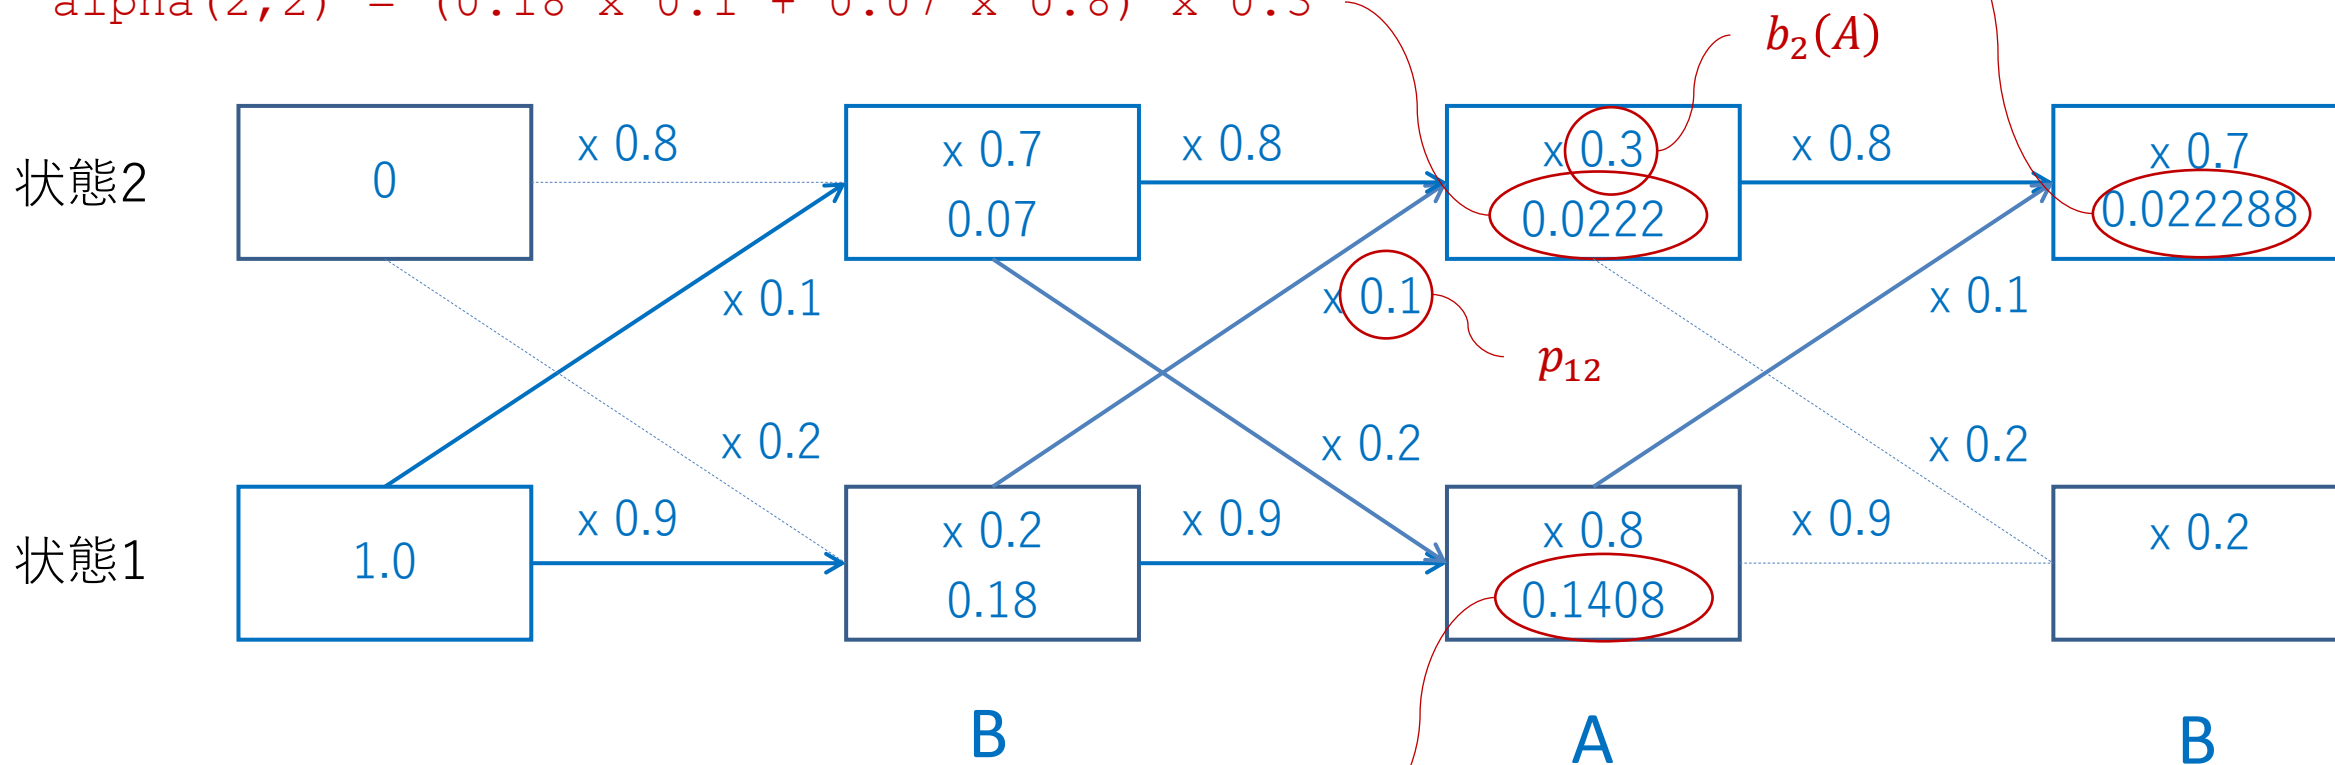 alpha(2,2) = (0.18 x 0.1 + 0.07 x 0.8) x 0.3
b₂(A)
状態2
0
x 0.8
x 0.7
0.07
x 0.8
x 0.3
0.0222
x 0.8
x 0.7
0.022288
x 0.1
x 0.1
x 0.1
p₁₂
x 0.2
x 0.2
x 0.2
状態1
1.0
x 0.9
x 0.2
0.18
x 0.9
x 0.8
0.1408
x 0.9
x 0.2
B
A
B